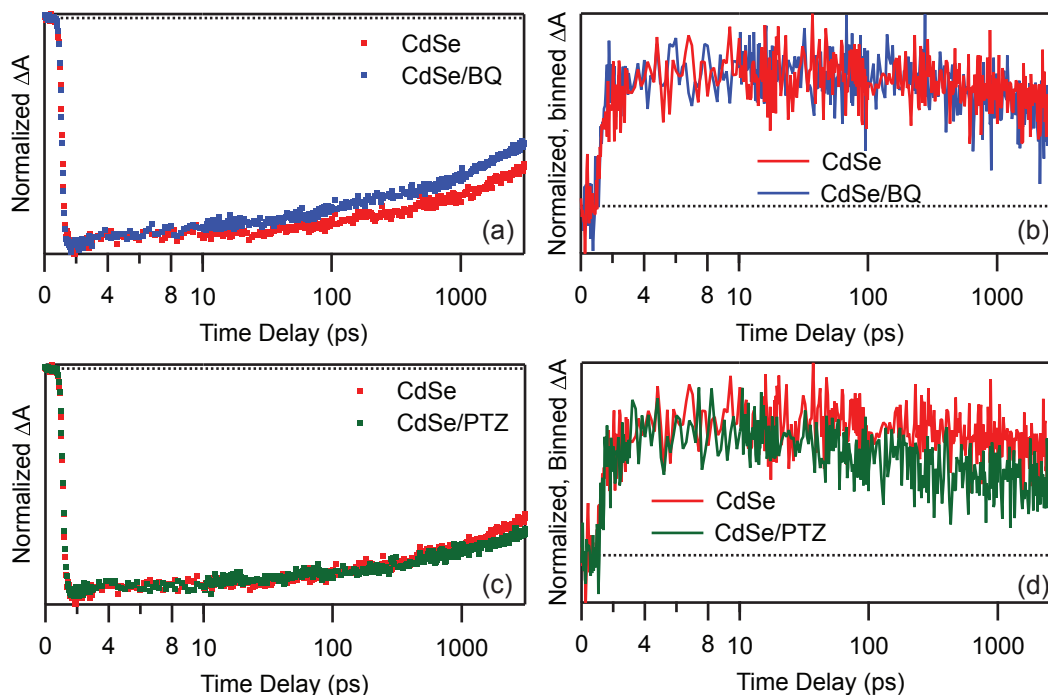 Normalized ΔA
CdSe
CdSe/BQ
(a)
0 4 8 10 100 1000
Time Delay (ps)
Normalized, binned ΔA
CdSe
CdSe/BQ
(b)
0 4 8 10 100 1000
Time Delay (ps)
Normalized ΔA
CdSe
CdSe/PTZ
(c)
0 4 8 10 100 1000
Time Delay (ps)
Normalized, Binned ΔA
CdSe
CdSe/PTZ
(d)
0 4 8 10 100 1000
Time Delay (ps)